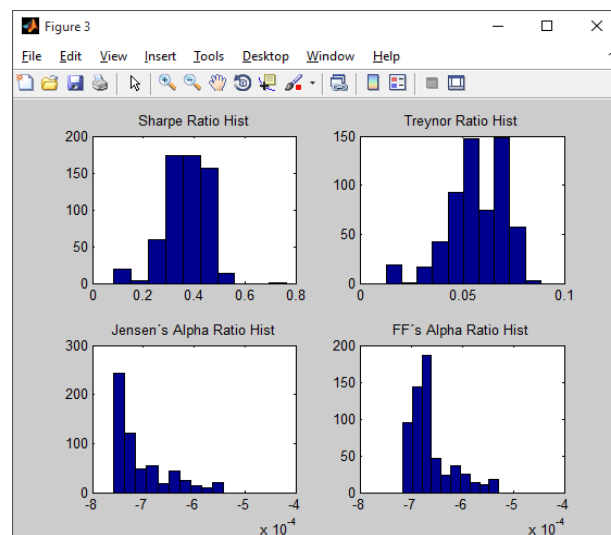 Figure 3
File Edit View Insert Tools Desktop Window Help
Sharpe Ratio Hist
200
150
100
50
0
0 0.2 0.4 0.6 0.8
Treynor Ratio Hist
150
100
50
0
0 0.05 0.1
Jensen´s Alpha Ratio Hist
300
200
100
0
-8 -7 -6 -5 -4
x 10⁻⁴
FF´s Alpha Ratio Hist
200
150
100
50
0
-8 -7 -6 -5 -4
x 10⁻⁴